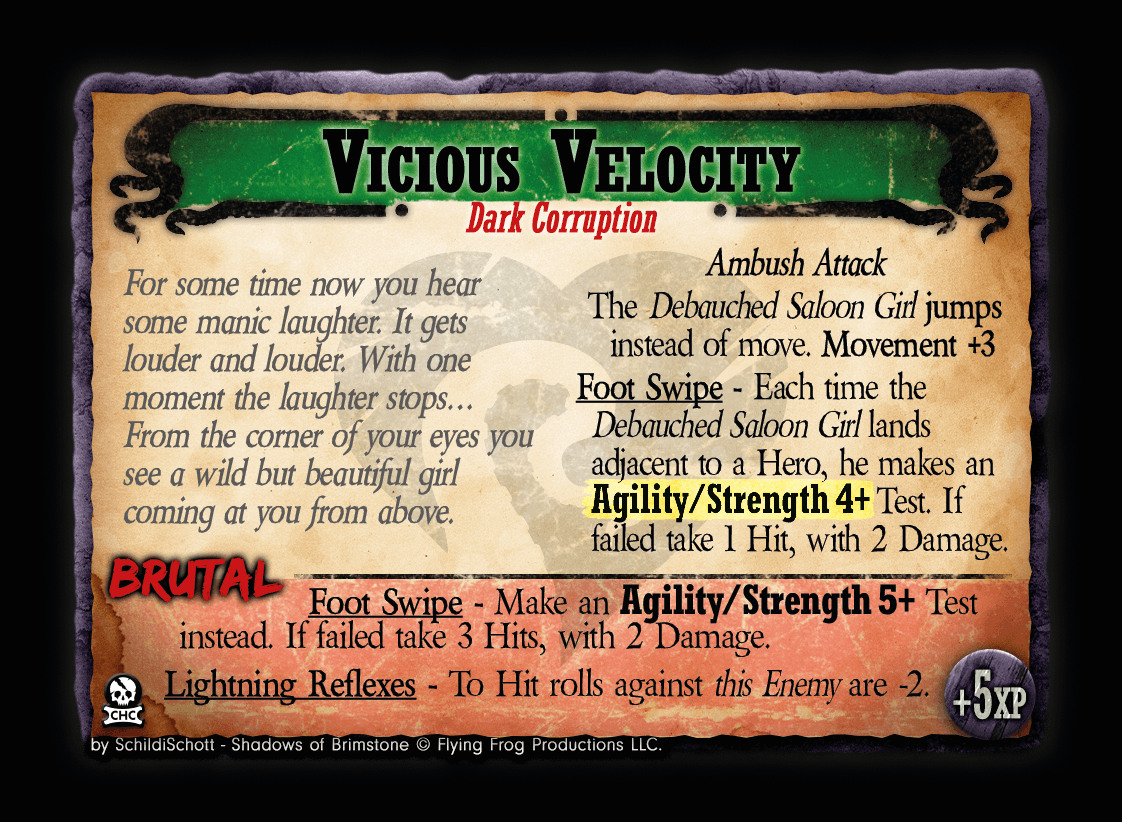 Vicious Velocity
Dark Corruption
For some time now you hear
some manic laughter. It gets
louder and louder. With one
moment the laughter stops...
From the corner of your eyes you
see a wild but beautiful girl
coming at you from above.
Ambush Attack
The Debauched Saloon Girl jumps
instead of move. Movement +3
Foot Swipe - Each time the
Debauched Saloon Girl lands
adjacent to a Hero, he makes an
Agility/Strength 4+ Test. If
failed take 1 Hit, with 2 Damage.
BRUTAL
Foot Swipe - Make an Agility/Strength 5+ Test
instead. If failed take 3 Hits, with 2 Damage.
Lightning Reflexes - To Hit rolls against this Enemy are -2.
CHC
+5XP
by SchildiSchott - Shadows of Brimstone © Flying Frog Productions LLC.